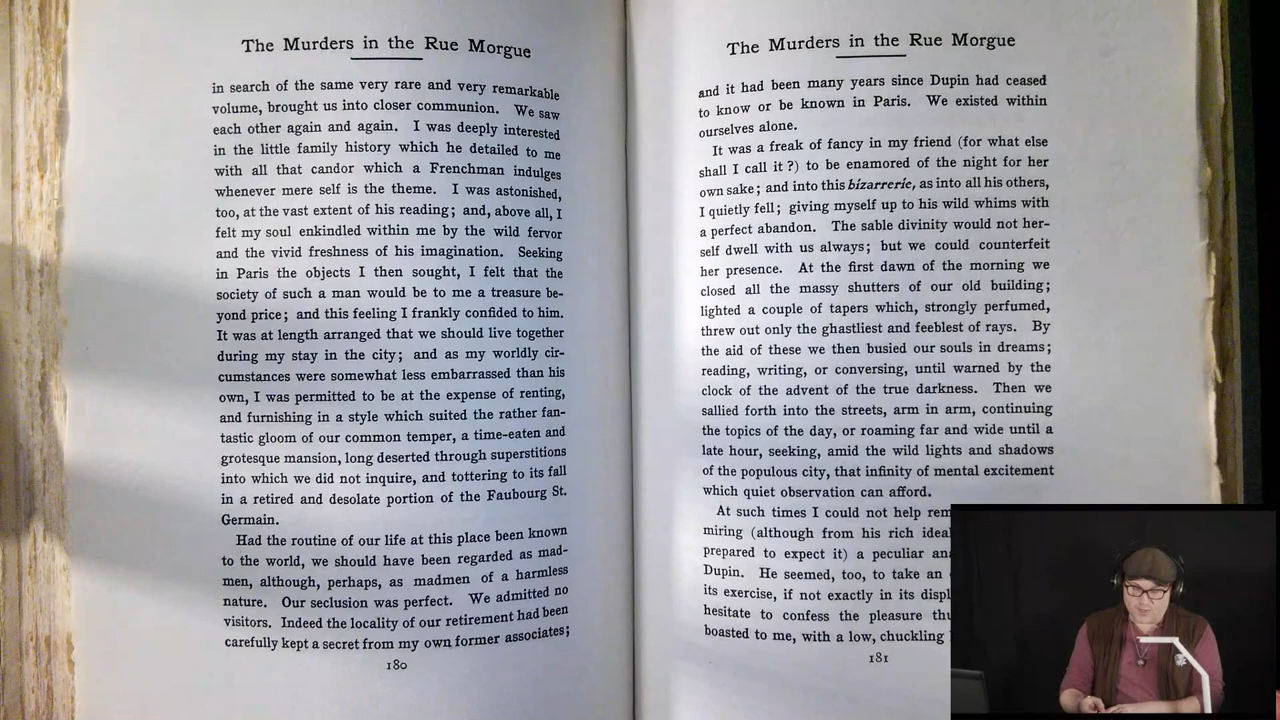 The Murders in the Rue Morgue
in search of the same very rare and very remarkable
volume, brought us into closer communion. We saw
each other again and again. I was deeply interested
in the little family history which he detailed to me
with all that candor which a Frenchman indulges
whenever mere self is the theme. I was astonished,
too, at the vast extent of his reading; and, above all, I
felt my soul enkindled within me by the wild fervor
and the vivid freshness of his imagination. Seeking
in Paris the objects I then sought, I felt that the
society of such a man would be to me a treasure be-
yond price; and this feeling I frankly confided to him.
It was at length arranged that we should live together
during my stay in the city; and as my worldly cir-
cumstances were somewhat less embarrassed than his
own, I was permitted to be at the expense of renting,
and furnishing in a style which suited the rather fan-
tastic gloom of our common temper, a time-eaten and
grotesque mansion, long deserted through superstitions
into which we did not inquire, and tottering to its fall
in a retired and desolate portion of the Faubourg St.
Germain.
Had the routine of our life at this place been known
to the world, we should have been regarded as mad-
men, although, perhaps, as madmen of a harmless
nature. Our seclusion was perfect. We admitted no
visitors. Indeed the locality of our retirement had been
carefully kept a secret from my own former associates;
180
The Murders in the Rue Morgue
and it had been many years since Dupin had ceased
to know or be known in Paris. We existed within
ourselves alone.
It was a freak of fancy in my friend (for what else
shall I call it?) to be enamored of the night for her
own sake; and into this bizarrerie, as into all his others,
I quietly fell; giving myself up to his wild whims with
a perfect abandon. The sable divinity would not her-
self dwell with us always; but we could counterfeit
her presence. At the first dawn of the morning we
closed all the massy shutters of our old building;
lighted a couple of tapers which, strongly perfumed,
threw out only the ghastliest and feeblest of rays. By
the aid of these we then busied our souls in dreams;
reading, writing, or conversing, until warned by the
clock of the advent of the true darkness. Then we
sallied forth into the streets, arm in arm, continuing
the topics of the day, or roaming far and wide until a
late hour, seeking, amid the wild lights and shadows
of the populous city, that infinity of mental excitement
which quiet observation can afford.
At such times I could not help
miring (although from his rich
prepared to expect it) a peculiar
Dupin. He seemed, too, to take an
its exercise, if not exactly in its
hesitate to confess the pleasure
boasted to me, with a low, chuckling
181